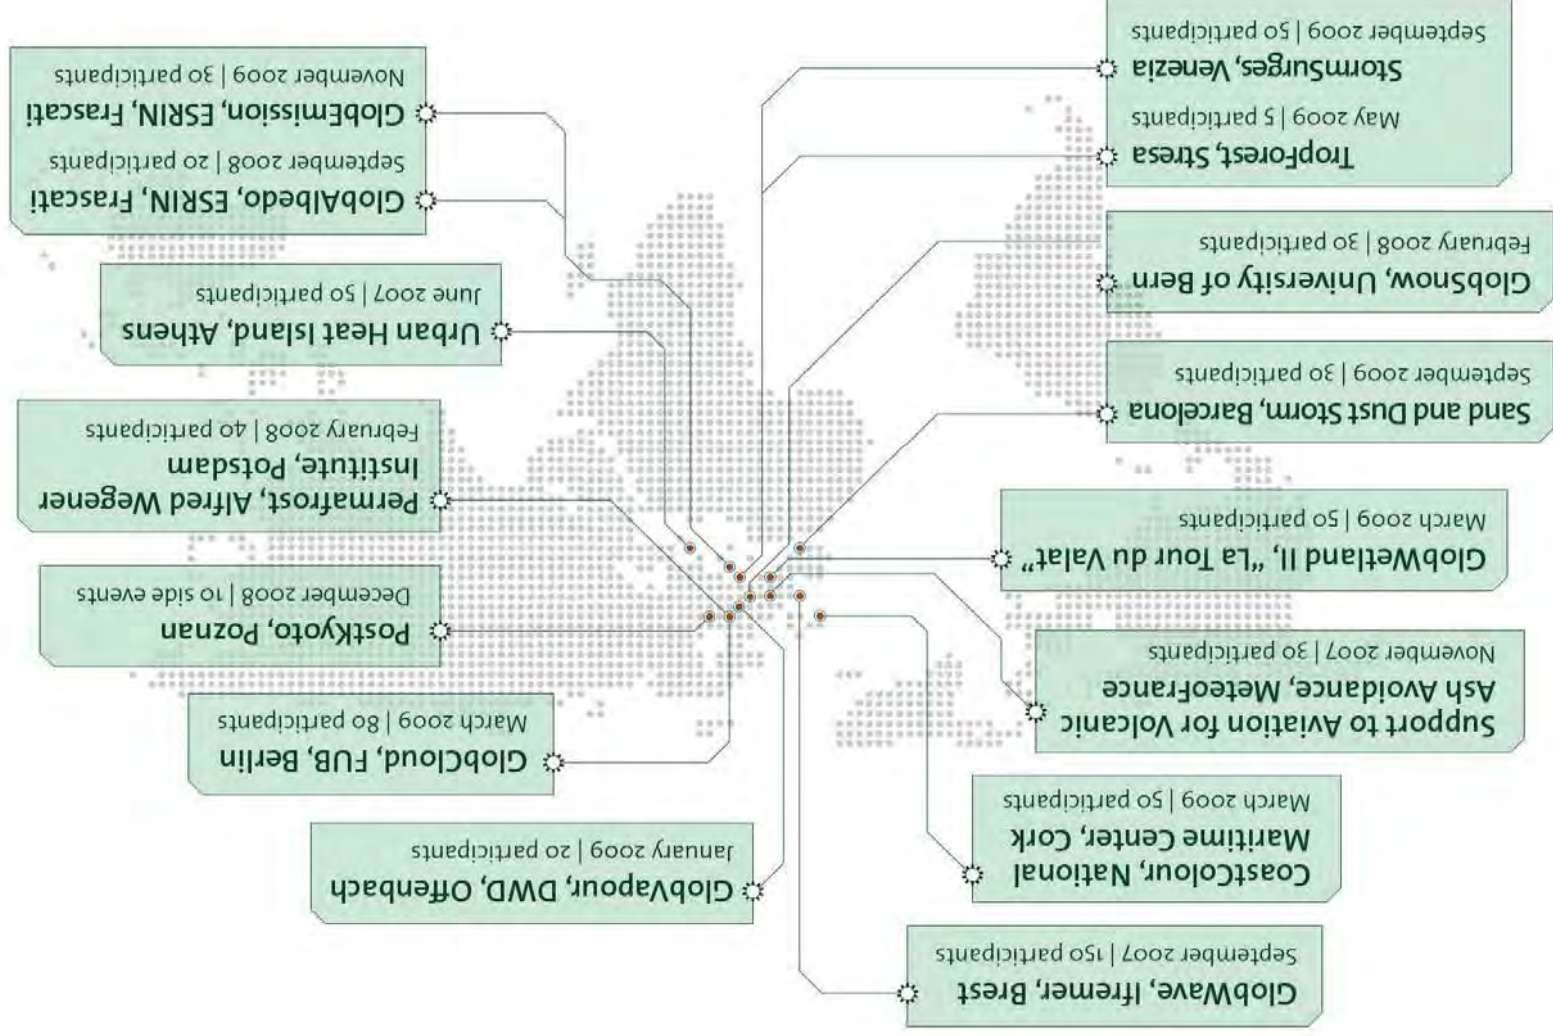 GlobWave, Ifremer, Brest
September 2007 | 150 participants
CoastColour, National
Maritime Center, Cork
March 2009 | 50 participants
Support to Aviation for Volcanic
Ash Avoidance, MeteoFrance
November 2007 | 30 participants
GlobWetland II, “La Tour du Valat”
March 2009 | 50 participants
Sand and Dust Storm, Barcelona
September 2009 | 30 participants
GlobSnow, University of Bern
February 2008 | 30 participants
TropForest, Stresa
May 2009 | 5 participants
StormSurges, Venezia
September 2009 | 50 participants
GlobVapour, DWD, Offenbach
January 2009 | 20 participants
GlobCloud, FUB, Berlin
March 2009 | 80 participants
PostKyoto, Poznan
December 2008 | 10 side events
Permafrost, Alfred Wegener
Institute, Potsdam
February 2008 | 40 participants
Urban Heat Island, Athens
June 2007 | 50 participants
GlobAlbedo, ESRIN, Frascati
September 2008 | 20 participants
GlobEmission, ESRIN, Frascati
November 2009 | 30 participants